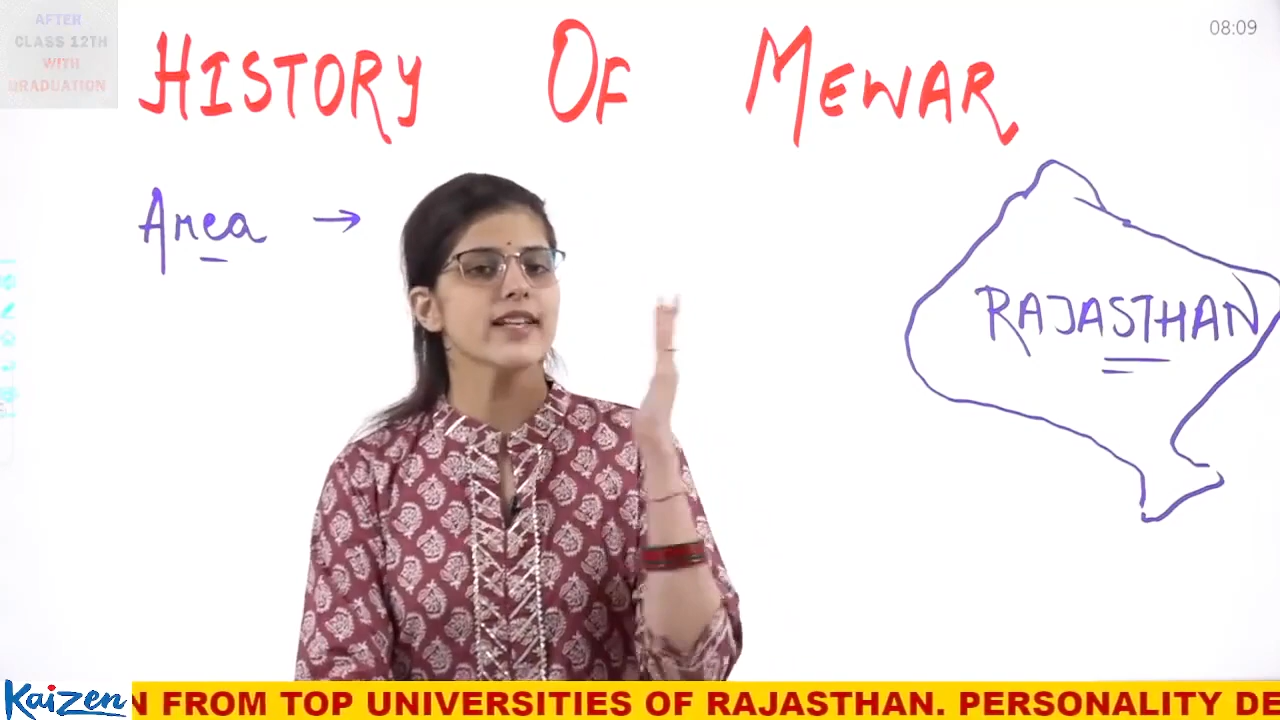 AFTER
CLASS 12TH
WITH
GRADUATION
08:09
HISTORY OF MEWAR
Area →
RAJASTHAN
Kaizen
N FROM TOP UNIVERSITIES OF RAJASTHAN. PERSONALITY DE